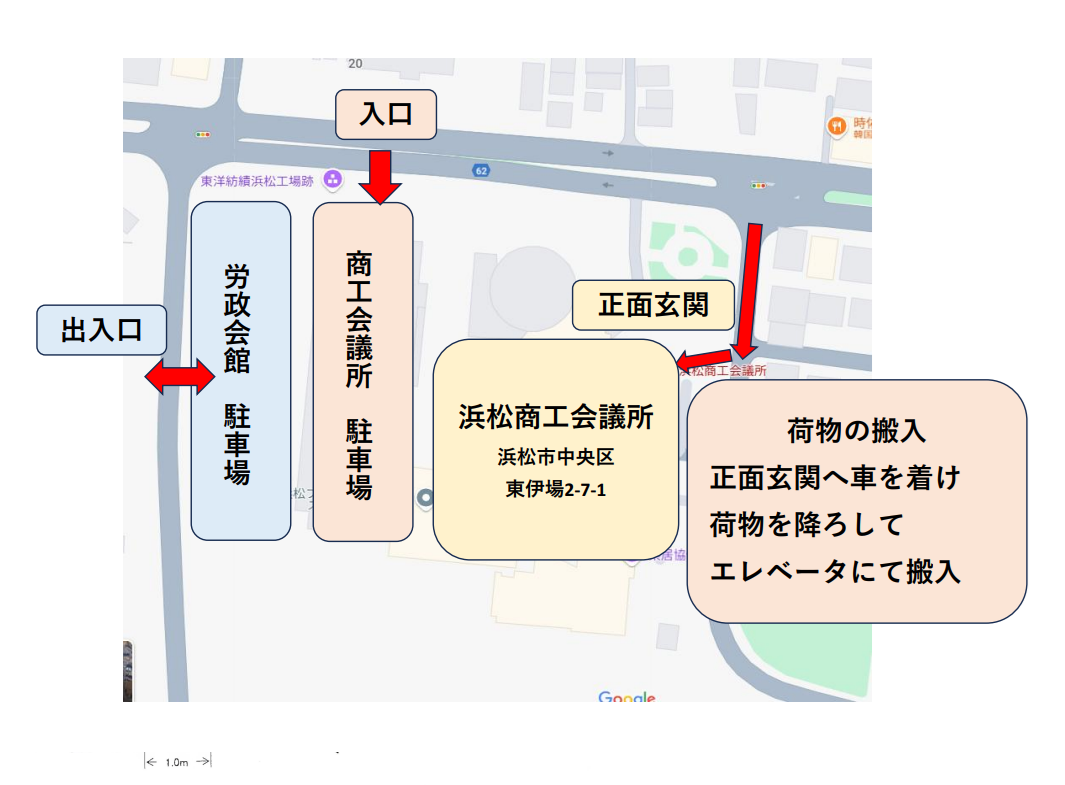 20
入口
時
韓国
62
東洋紡績浜松工場跡
労政会館　駐車場
商工会議所　駐車場
正面玄関
出入口
浜松商工会議所
浜松商工会議所
浜松市中央区
東伊場2-7-1
荷物の搬入
正面玄関へ車を着け
荷物を降ろして
エレベータにて搬入
松
居協
Google
1.0m